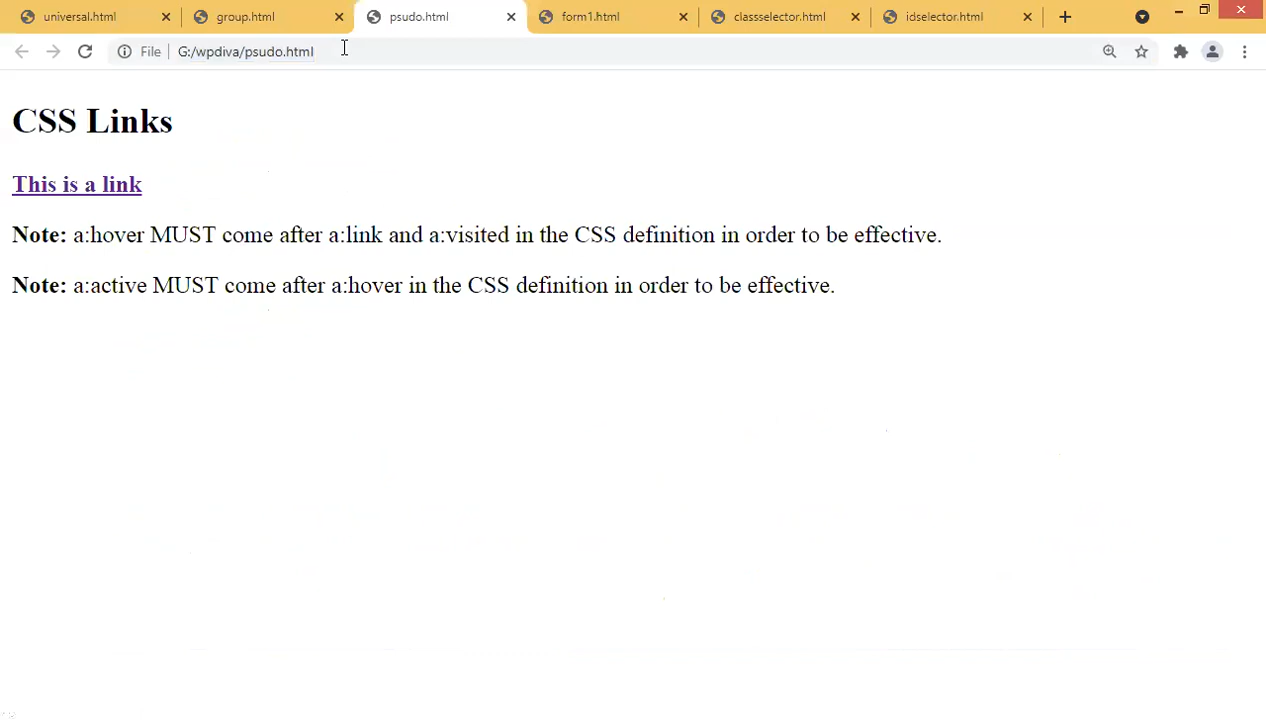 universal.html
group.html
psudo.html
form1.html
classselector.html
idselector.html
File
G:/wpdiva/psudo.html
CSS Links
This is a link
Note: a:hover MUST come after a:link and a:visited in the CSS definition in order to be effective.
Note: a:active MUST come after a:hover in the CSS definition in order to be effective.